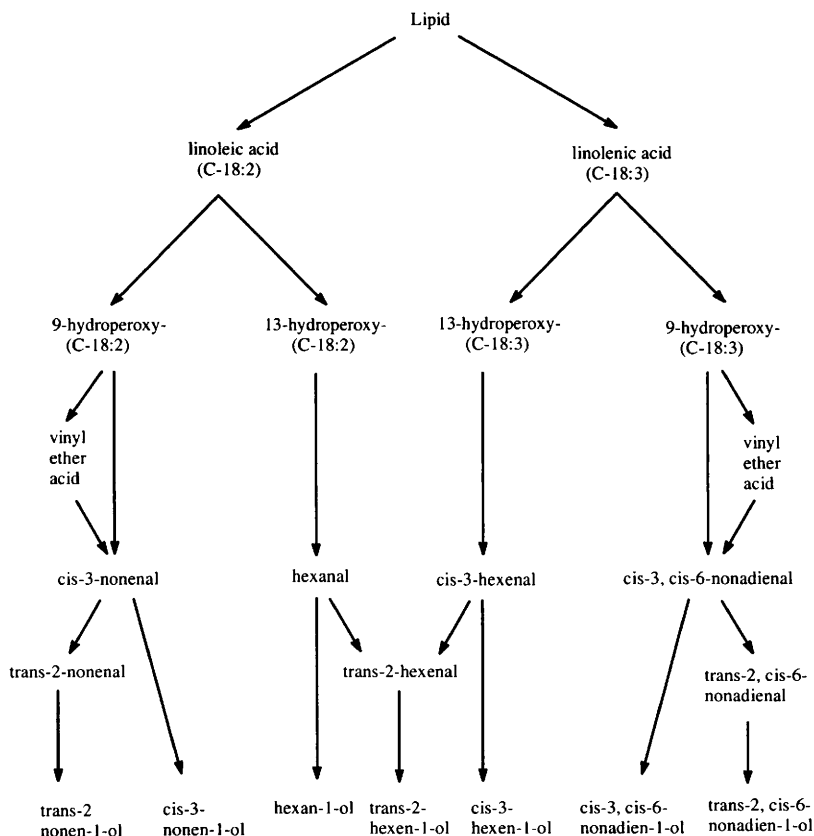 Lipid
linoleic acid
(C-18:2)
linolenic acid
(C-18:3)
9-hydroperoxy-
(C-18:2)
13-hydroperoxy-
(C-18:2)
13-hydroperoxy-
(C-18:3)
9-hydroperoxy-
(C-18:3)
vinyl
ether
acid
vinyl
ether
acid
cis-3-nonenal
hexanal
cis-3-hexenal
cis-3, cis-6-nonadienal
trans-2-nonenal
trans-2-hexenal
trans-2, cis-6-
nonadienal
trans-2
nonen-1-ol
cis-3-
nonen-1-ol
hexan-1-ol
trans-2-
hexen-1-ol
cis-3-
hexen-1-ol
cis-3, cis-6-
nonadien-1-ol
trans-2, cis-6-
nonadien-1-ol